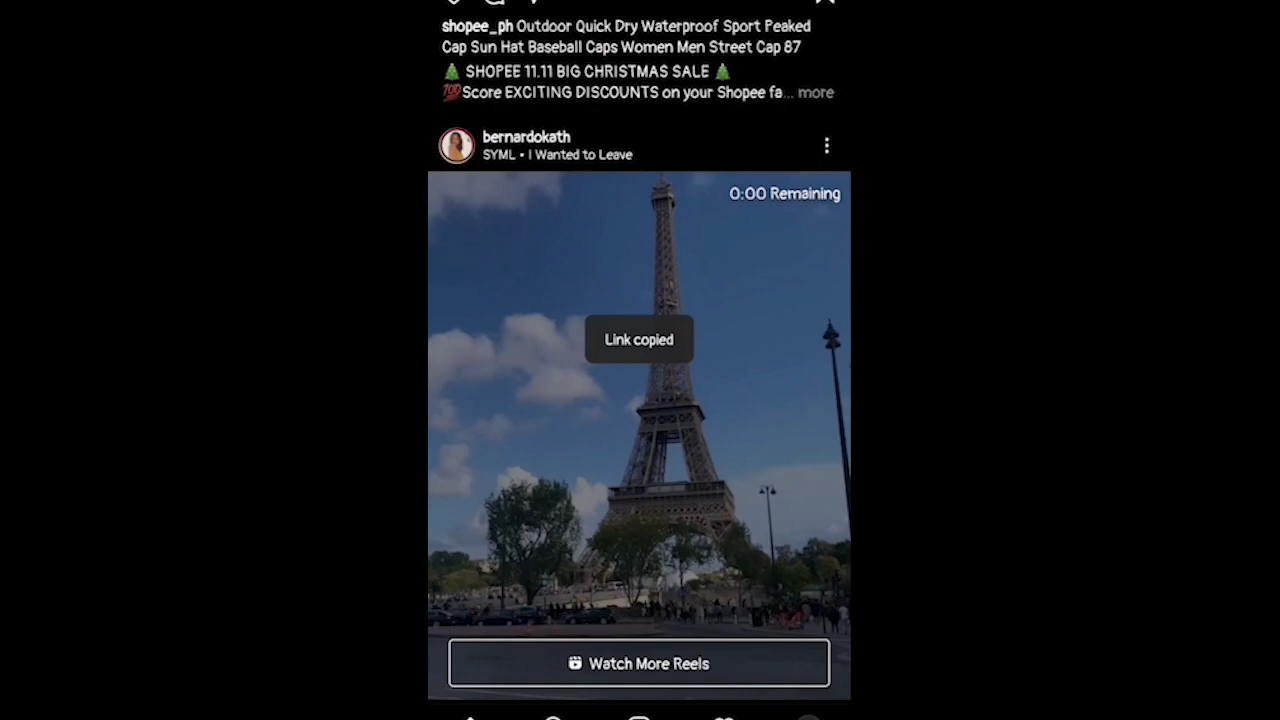 shopee_ph Outdoor Quick Dry Waterproof Sport Peaked
Cap Sun Hat Baseball Caps Women Men Street Cap 87
🎄 SHOPEE 11.11 BIG CHRISTMAS SALE 🎄
💯Score EXCITING DISCOUNTS on your Shopee fa... more
bernardokath
SYML • I Wanted to Leave
0:00 Remaining
Link copied
Watch More Reels